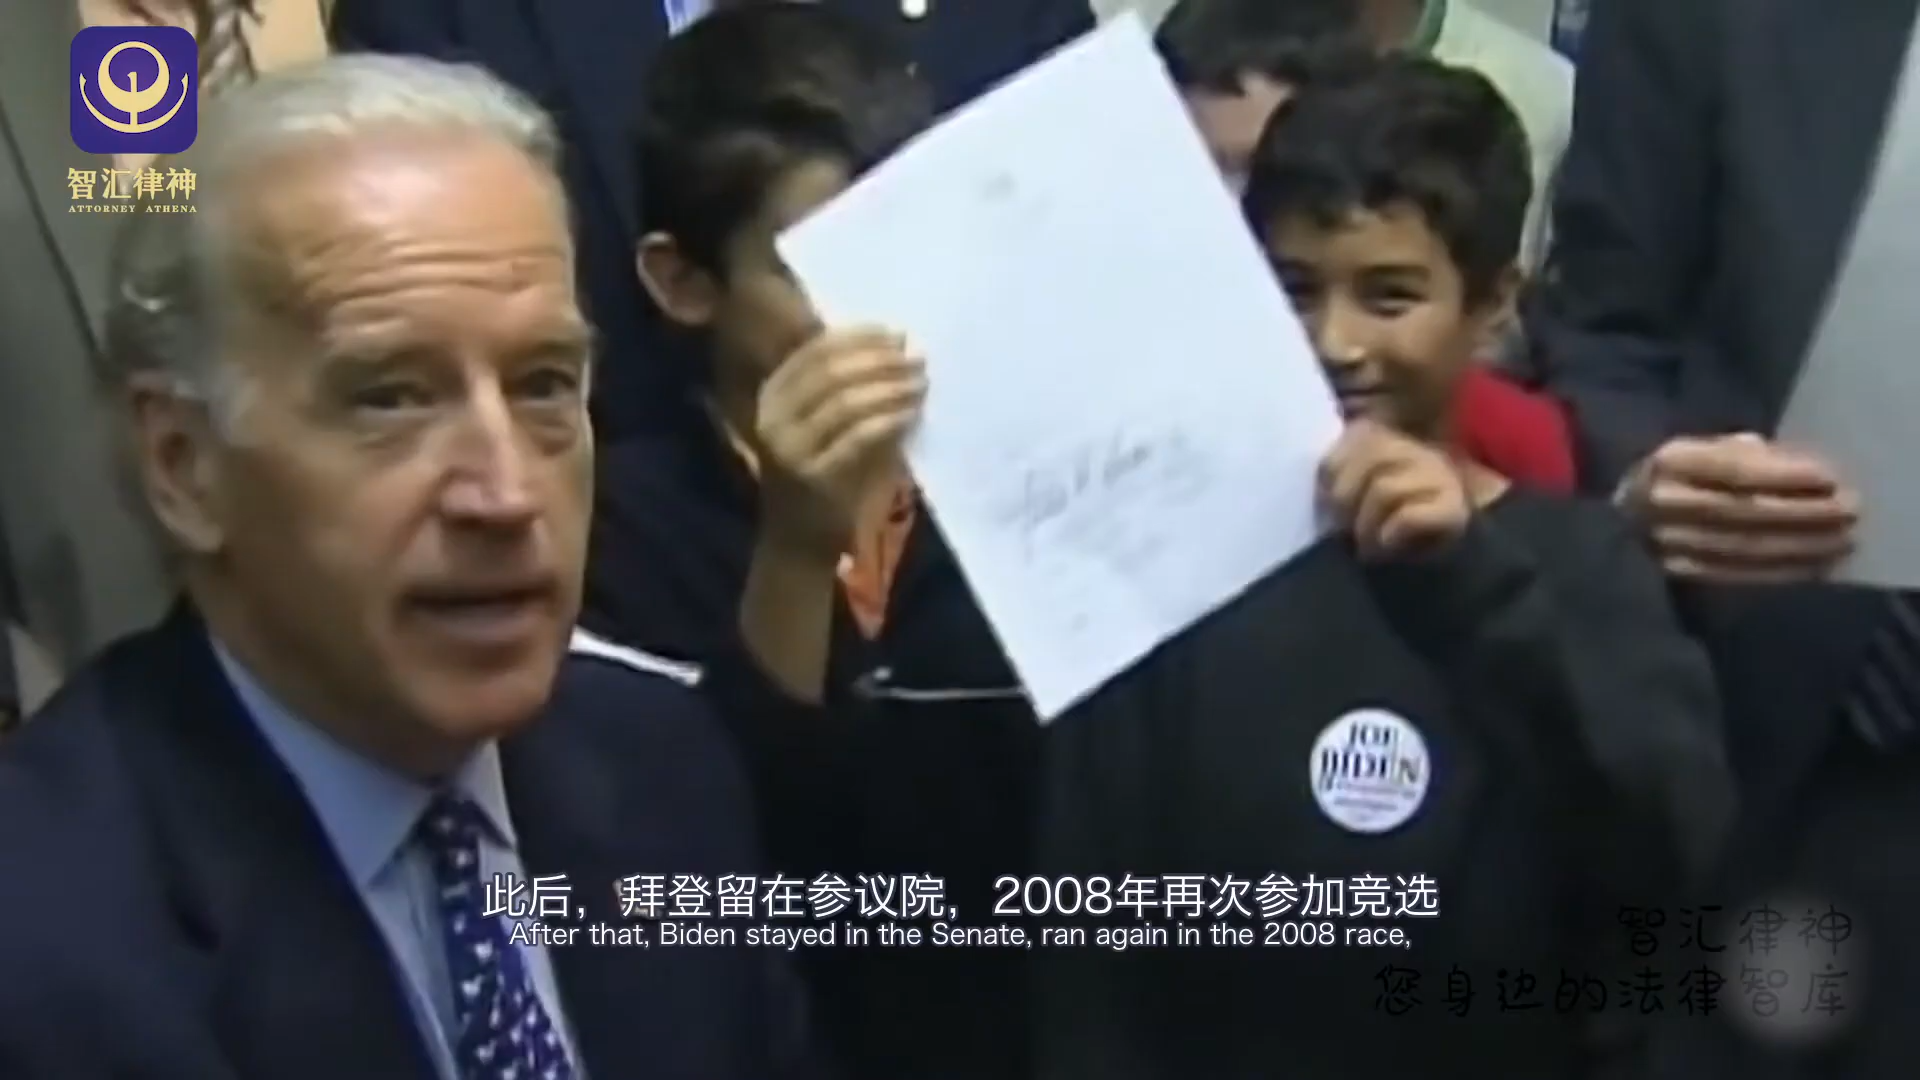 智汇律神
ATTORNEY ATHENA
JOE
BIDEN
此后，拜登留在参议院，2008年再次参加竞选
After that, Biden stayed in the Senate, ran again in the 2008 race,
智汇律神
您身边的法律智库